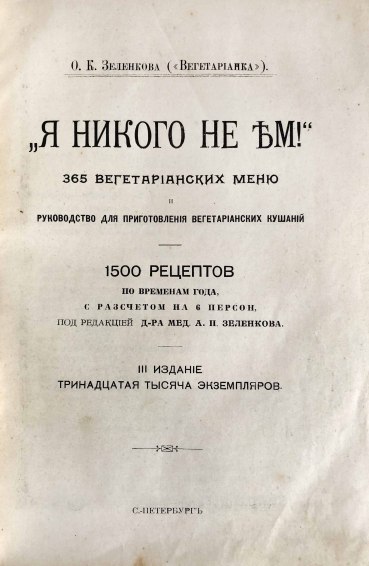 О. К. Зеленкова («Вегетаріанка»).
„Я НИКОГО НЕ ѢМ!“
365 ВЕГЕТАРІАНСКИХ МЕНЮ
и
РУКОВОДСТВО ДЛЯ ПРИГОТОВЛЕНІЯ ВЕГЕТАРІАНСКИХ КУШАНІЙ
1500 РЕЦЕПТОВ
ПО ВРЕМЕНАМ ГОДА,
С РАЗСЧЕТОМ НА 6 ПЕРСОН,
ПОД РЕДАКЦІЕЙ Д-РА МЕД. А. П. ЗЕЛЕНКОВА.
III ИЗДАНІЕ
ТРИНАДЦАТАЯ ТЫСЯЧА ЭКЗЕМПЛЯРОВ.
С.-ПЕТЕРБУРГЪ